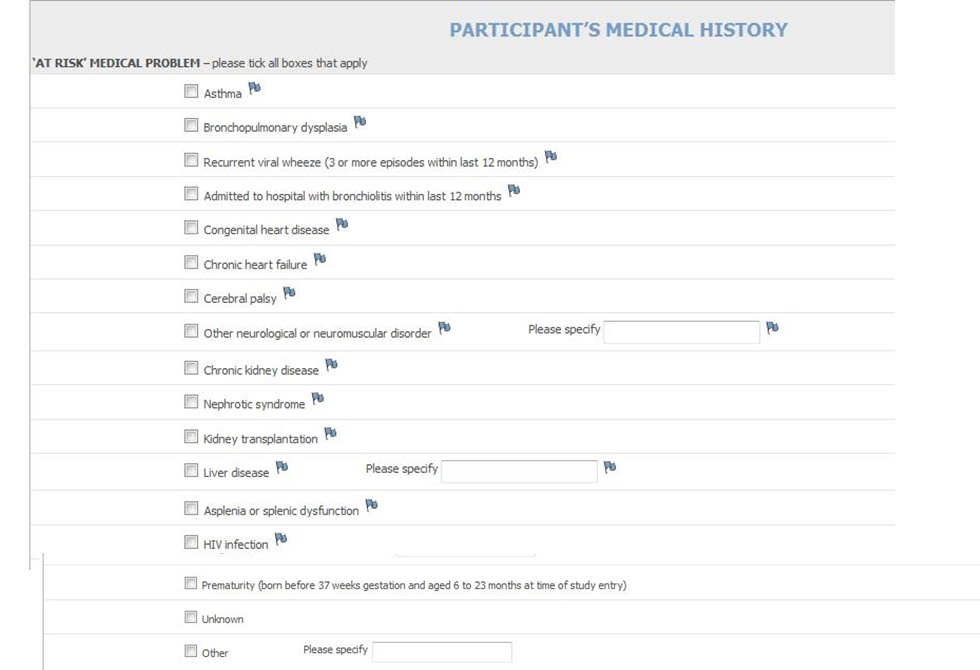 PARTICIPANT'S MEDICAL HISTORY
'AT RISK' MEDICAL PROBLEM – please tick all boxes that apply
Asthma
Bronchopulmonary dysplasia
Recurrent viral wheeze (3 or more episodes within last 12 months)
Admitted to hospital with bronchiolitis within last 12 months
Congenital heart disease
Chronic heart failure
Cerebral palsy
Other neurological or neuromuscular disorder Please specify
Chronic kidney disease
Nephrotic syndrome
Kidney transplantation
Liver disease Please specify
Asplenia or splenic dysfunction
HIV infection
Prematurity (born before 37 weeks gestation and aged 6 to 23 months at time of study entry)
Unknown
Other Please specify